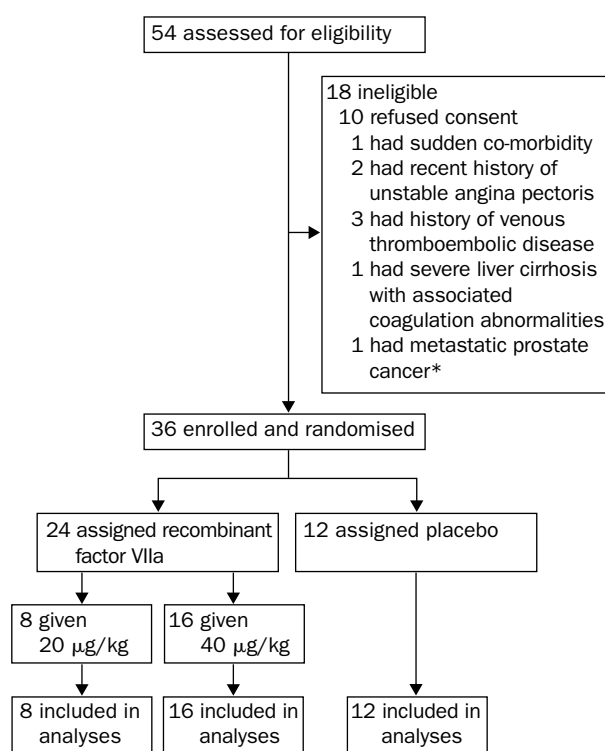 54 assessed for eligibility
18 ineligible
10 refused consent
1 had sudden co-morbidity
2 had recent history of
unstable angina pectoris
3 had history of venous
thromboembolic disease
1 had severe liver cirrhosis
with associated
coagulation abnormalities
1 had metastatic prostate
cancer*
36 enrolled and randomised
24 assigned recombinant
factor VIIa
12 assigned placebo
8 given
20 µg/kg
16 given
40 µg/kg
8 included in
analyses
16 included in
analyses
12 included in
analyses